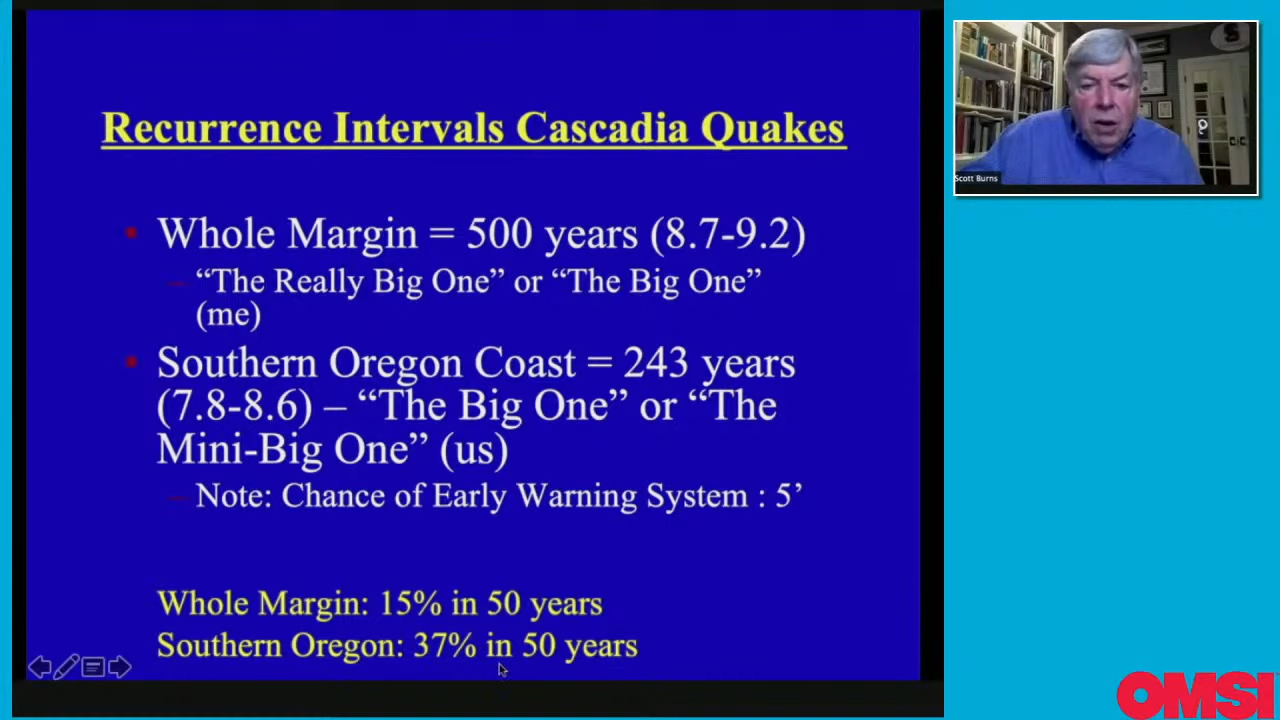 Recurrence Intervals Cascadia Quakes
• Whole Margin = 500 years (8.7-9.2)
– “The Really Big One” or “The Big One”
(me)
• Southern Oregon Coast = 243 years
(7.8-8.6) – “The Big One” or “The
Mini-Big One” (us)
– Note: Chance of Early Warning System : 5’
Whole Margin: 15% in 50 years
Southern Oregon: 37% in 50 years
Scott Burns
OMSI